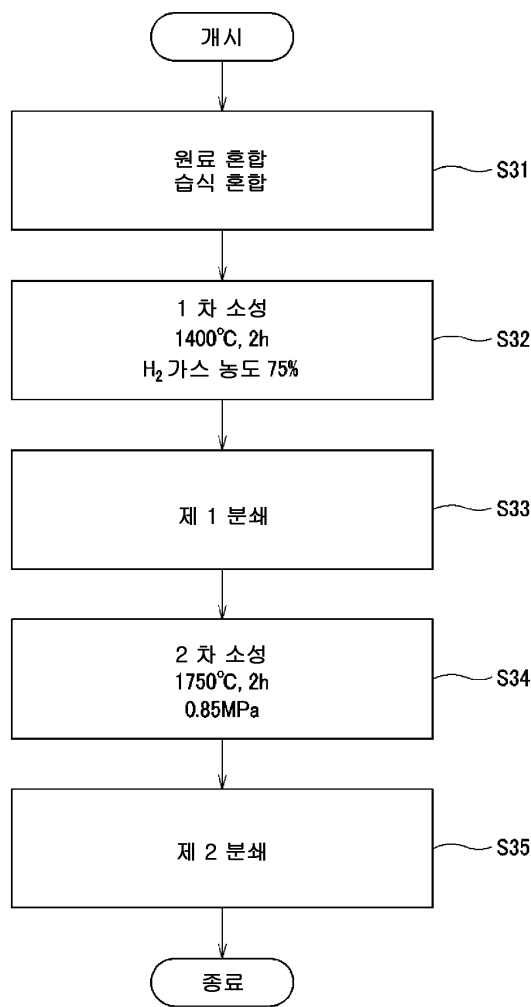 개시
원료 혼합
습식 혼합
S31
1 차 소성
1400℃, 2h
H₂ 가스 농도 75%
S32
제 1 분쇄
S33
2 차 소성
1750℃, 2h
0.85MPa
S34
제 2 분쇄
S35
종료